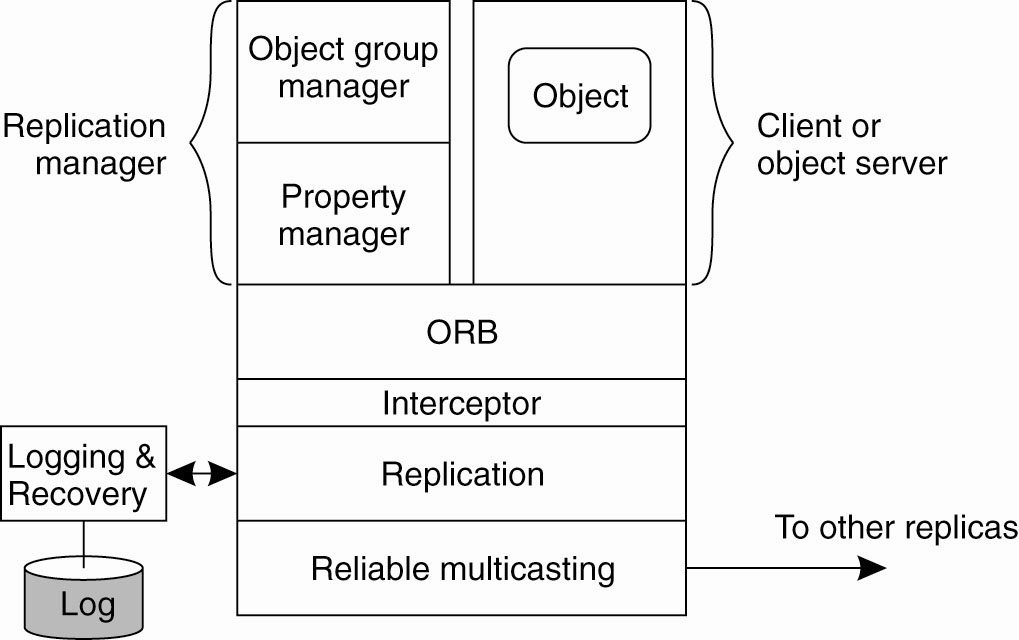 Object group
manager
Object
Replication
manager
Client or
object server
Property
manager
ORB
Interceptor
Logging &
Recovery
Replication
To other replicas
Reliable multicasting
Log